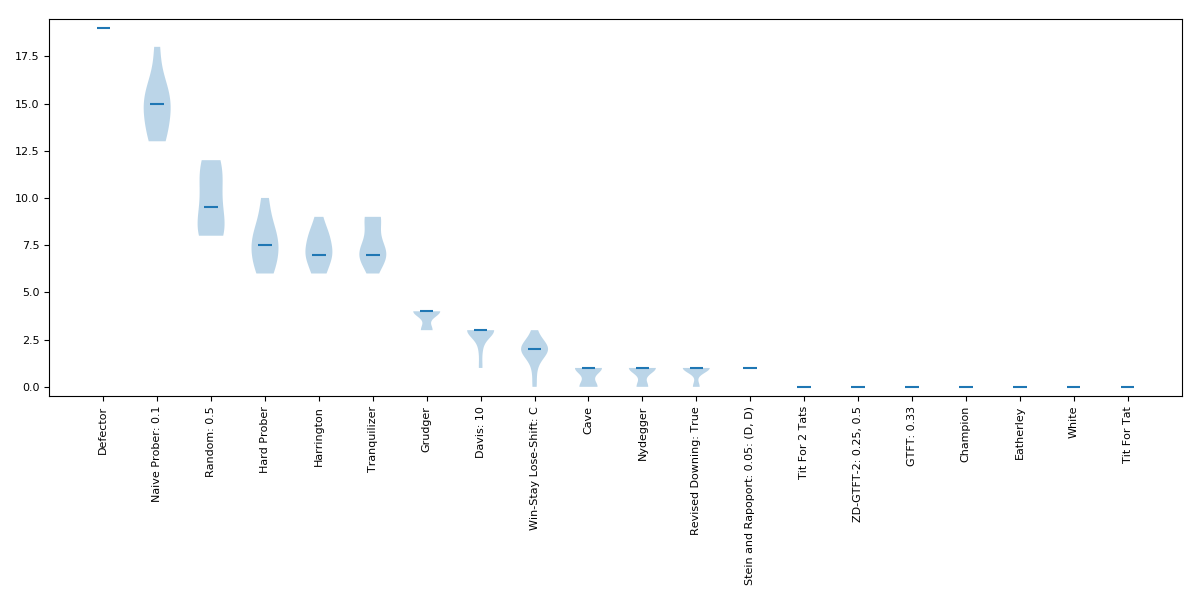 17.5
15.0
12.5
10.0
7.5
5.0
2.5
0.0
Defector
Naive Prober: 0.1
Random: 0.5
Hard Prober
Harrington
Tranquilizer
Grudger
Davis: 10
Win-Stay Lose-Shift: C
Cave
Nydegger
Revised Downing: True
Stein and Rapoport: 0.05: (D, D)
Tit For 2 Tats
ZD-GTFT-2: 0.25, 0.5
GTFT: 0.33
Champion
Eatherley
White
Tit For Tat